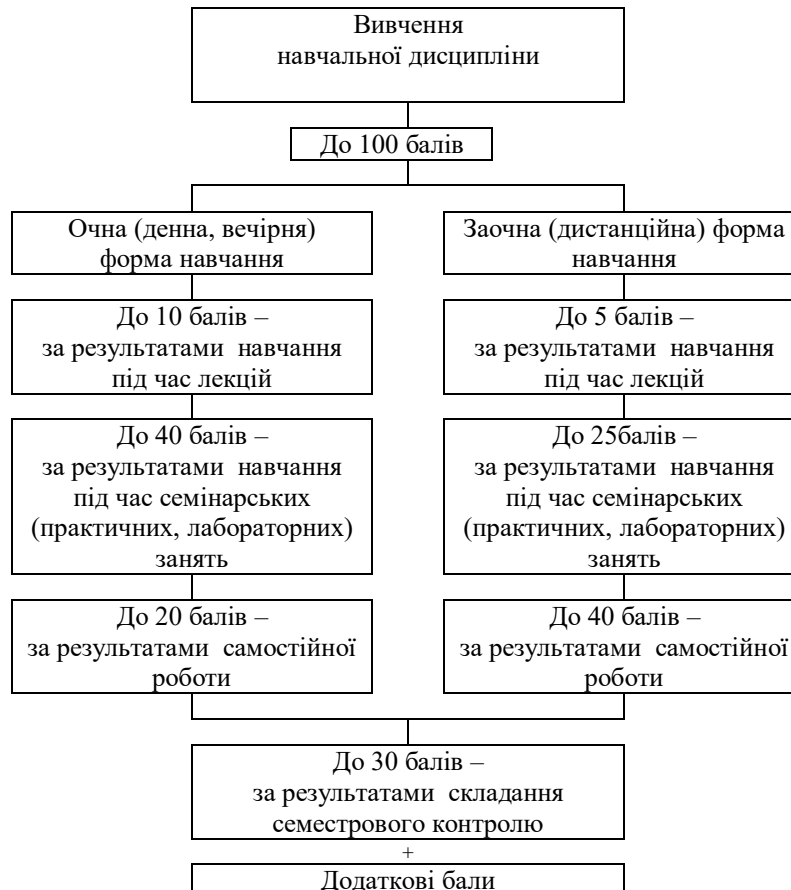 Вивчення
навчальної дисципліни
До 100 балів
Очна (денна, вечірня)
форма навчання
До 10 балів –
за результатами навчання
під час лекцій
До 40 балів –
за результатами навчання
під час семінарських
(практичних, лабораторних)
занять
До 20 балів –
за результатами самостійної
роботи
Заочна (дистанційна) форма
навчання
До 5 балів –
за результатами навчання
під час лекцій
До 25балів –
за результатами навчання
під час семінарських
(практичних, лабораторних)
занять
До 40 балів –
за результатами самостійної
роботи
До 30 балів –
за результатами складання
семестрового контролю
+
Додаткові бали